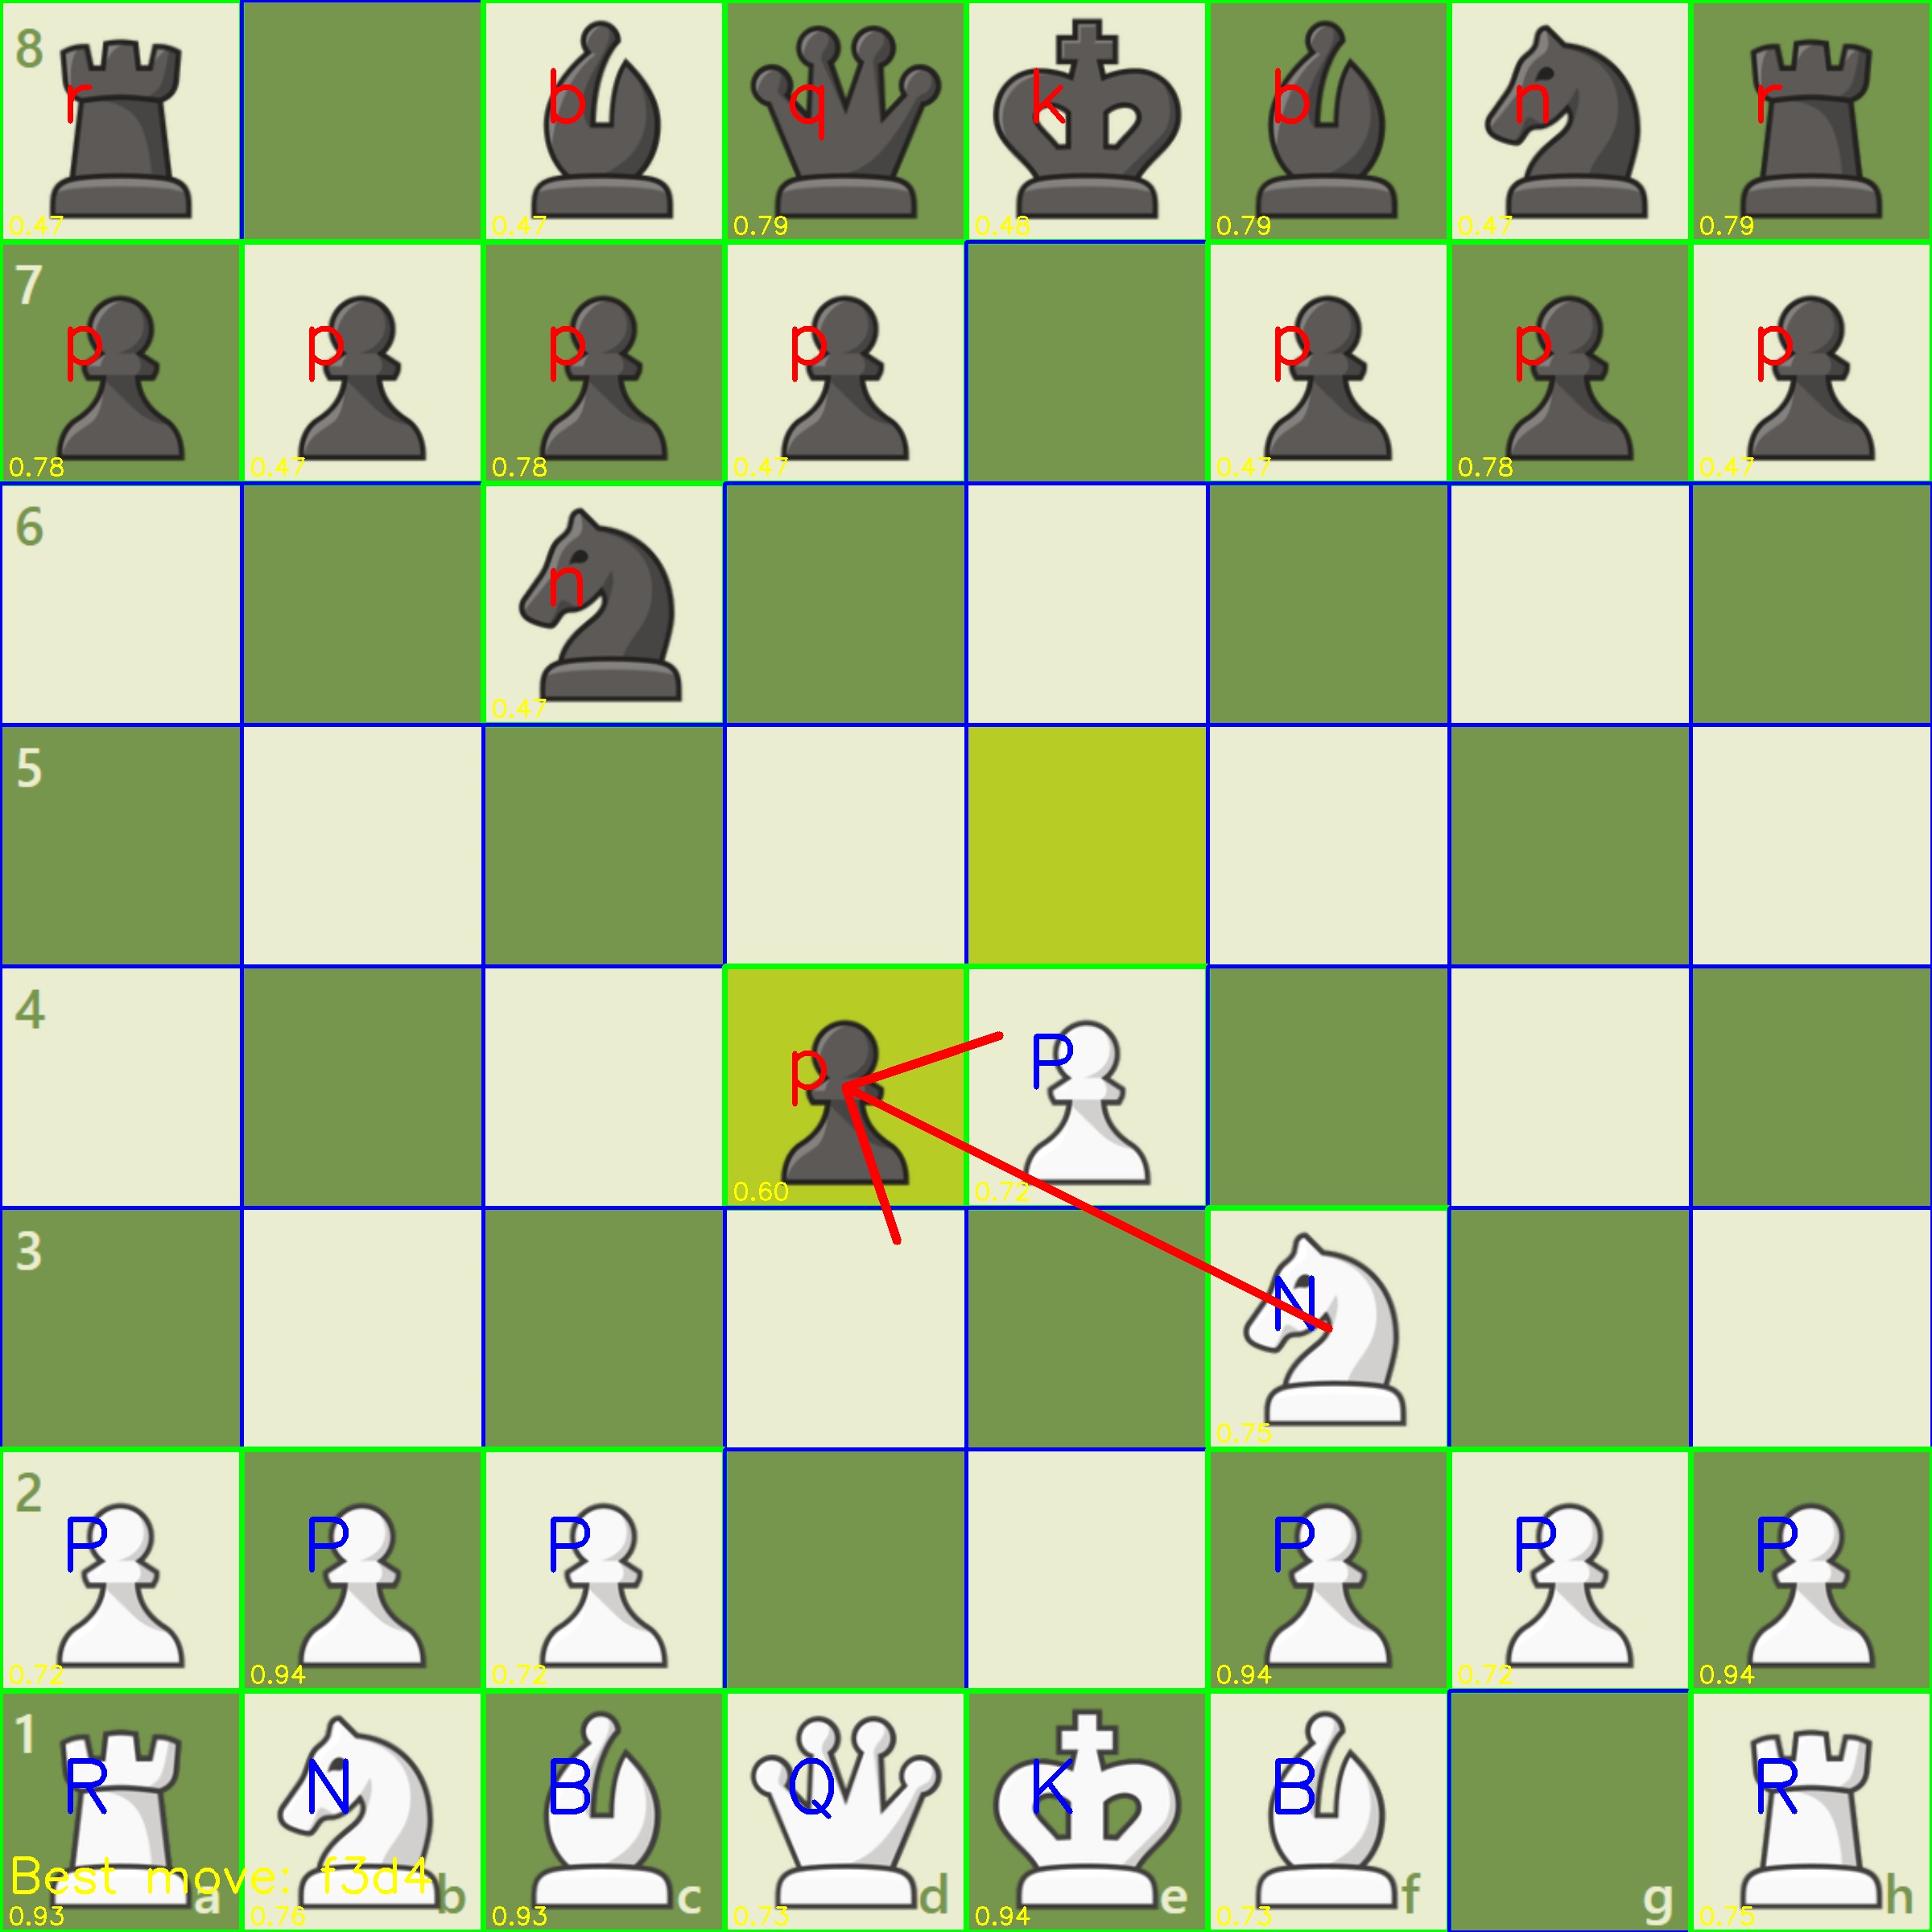 8 r b q k b n r
0.47 0.47 0.79 0.48 0.79 0.47 0.79
7 p p p p p p p
0.78 0.47 0.78 0.47 0.47 0.78 0.47
6 n
0.47
5
4 p P
0.60 0.72
3 N
0.75
2 P P P P P P
0.72 0.94 0.72 0.94 0.72 0.94
1 R N B Q K B R
Best move: f3d4
a b c d e f g h
0.93 0.76 0.93 0.73 0.94 0.73 0.75